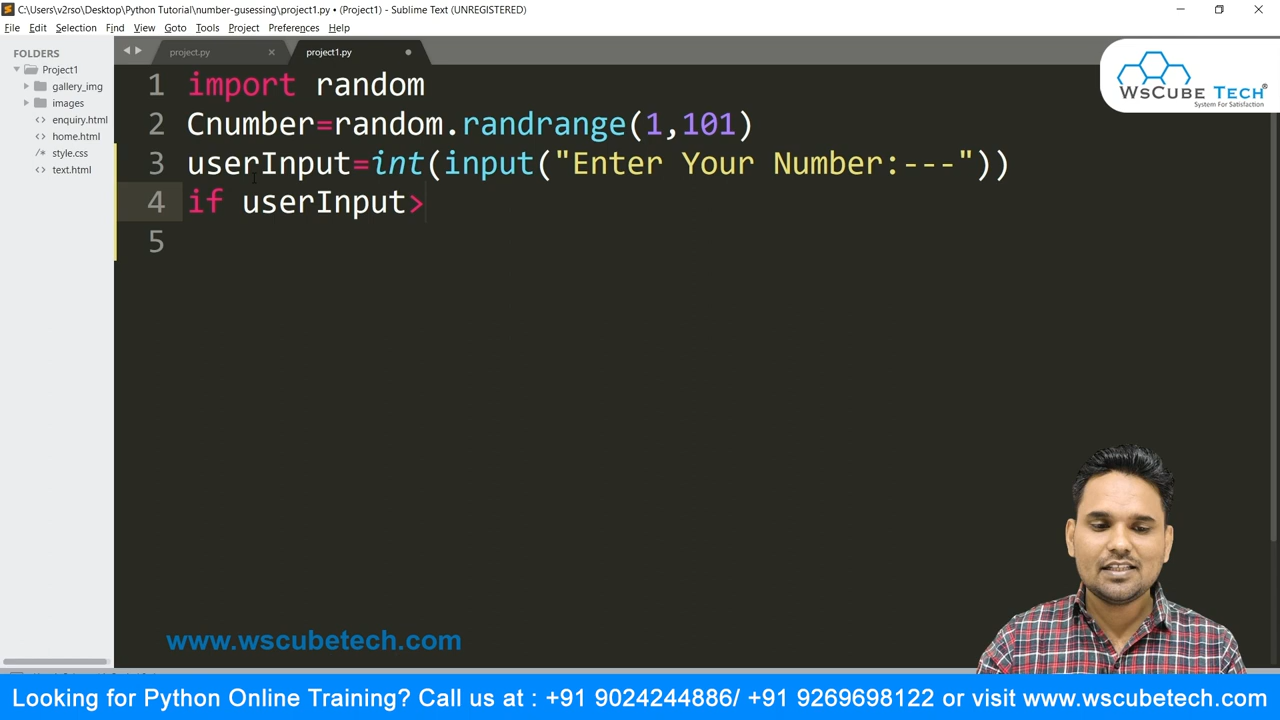 C:\Users\v2rso\Desktop\Python Tutorial\number-gusessing\project1.py • (Project1) - Sublime Text (UNREGISTERED)
File Edit Selection Find View Goto Tools Project Preferences Help
FOLDERS
Project1
gallery_img
images
enquiry.html
home.html
style.css
text.html
project.py
project1.py
1 import random
2 Cnumber=random.randrange(1,101)
3 userInput=int(input("Enter Your Number:---"))
4 if userInput>
5
WsCube Tech®
System For Satisfaction
www.wscubetech.com
Looking for Python Online Training? Call us at : +91 9024244886/ +91 9269698122 or visit www.wscubetech.com